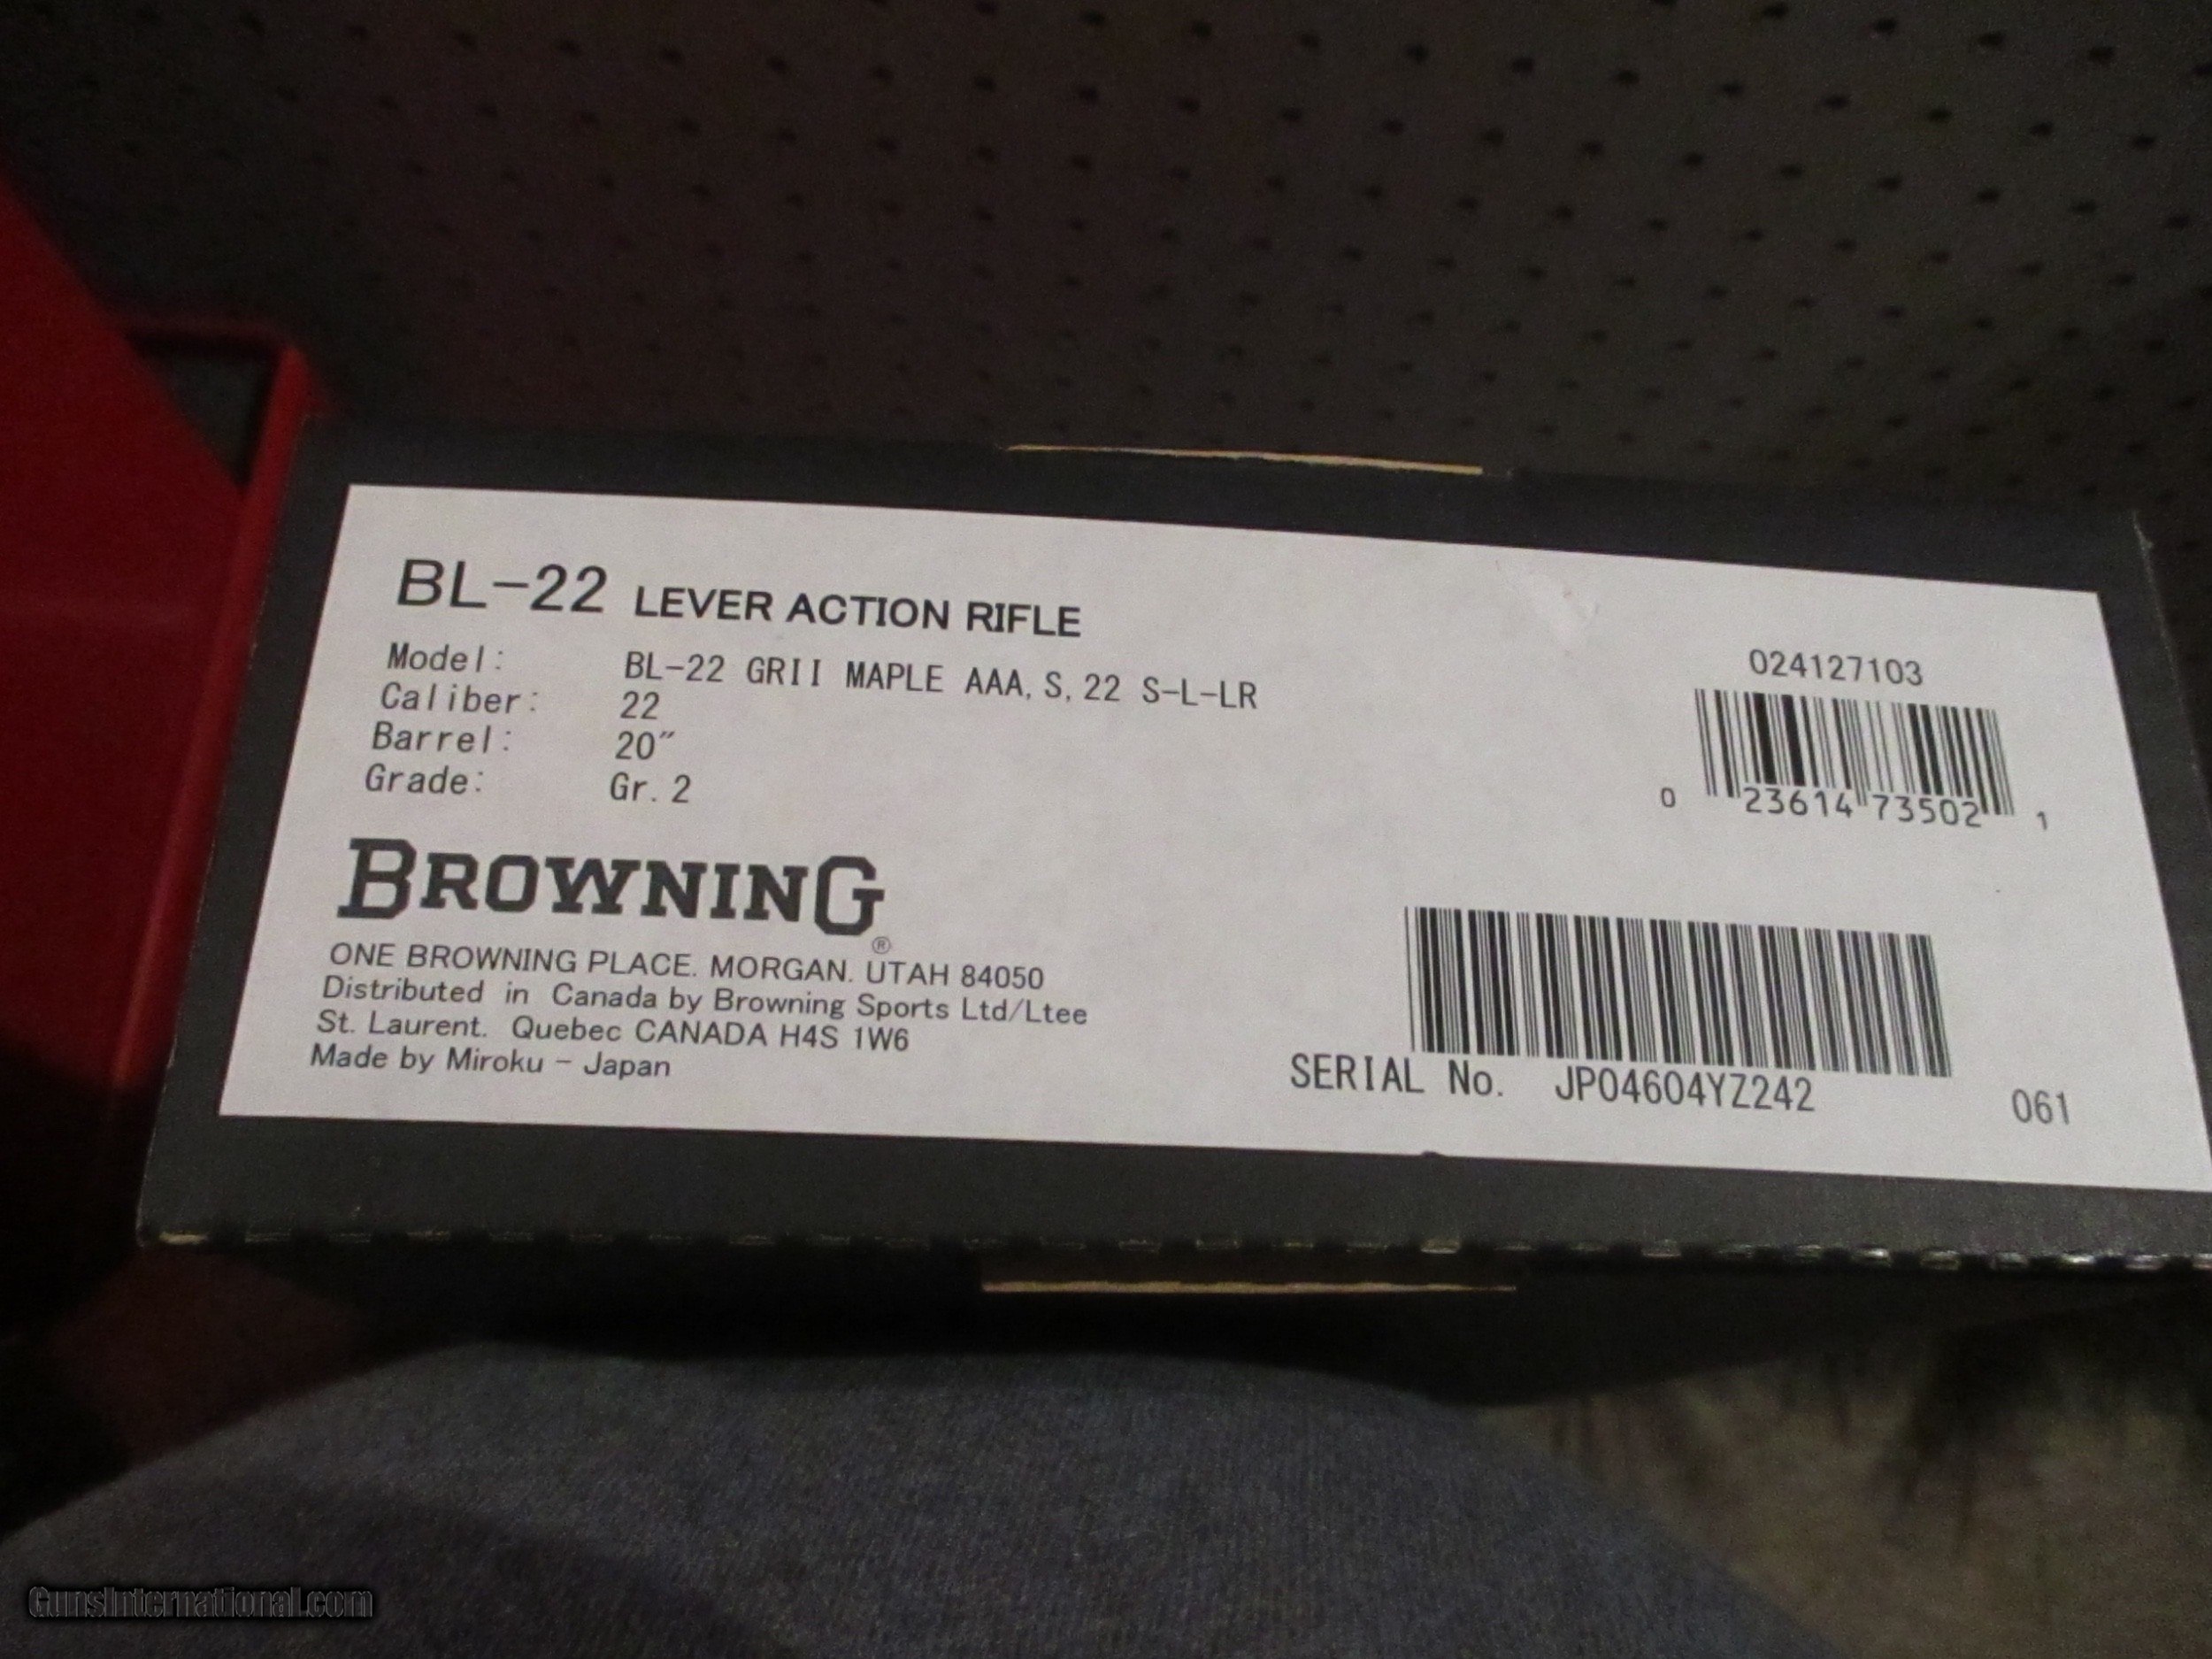 BL-22 LEVER ACTION RIFLE
Model: BL-22 GRII MAPLE AAA, S, 22 S-L-LR
Caliber: 22
Barrel: 20″
Grade: Gr. 2
BROWNING®
ONE BROWNING PLACE. MORGAN. UTAH 84050
Distributed in Canada by Browning Sports Ltd/Ltee
St. Laurent. Quebec CANADA H4S 1W6
Made by Miroku - Japan
024127103
0 23614 73502 1
SERIAL No. JP04604YZ242
061
GunsInternational.com